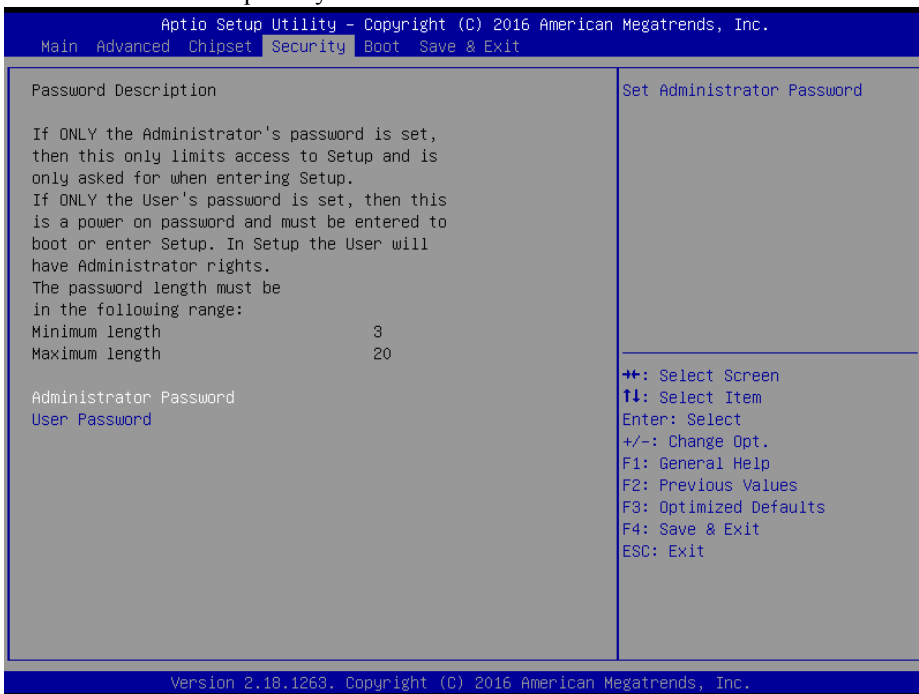 Aptio Setup Utility – Copyright (C) 2016 American Megatrends, Inc.
Main Advanced Chipset Security Boot Save & Exit
Password Description
If ONLY the Administrator's password is set,
then this only limits access to Setup and is
only asked for when entering Setup.
If ONLY the User's password is set, then this
is a power on password and must be entered to
boot or enter Setup. In Setup the User will
have Administrator rights.
The password length must be
in the following range:
Minimum length 3
Maximum length 20
Administrator Password
User Password
Set Administrator Password
→←: Select Screen
↑↓: Select Item
Enter: Select
+/-: Change Opt.
F1: General Help
F2: Previous Values
F3: Optimized Defaults
F4: Save & Exit
ESC: Exit
Version 2.18.1263. Copyright (C) 2016 American Megatrends, Inc.